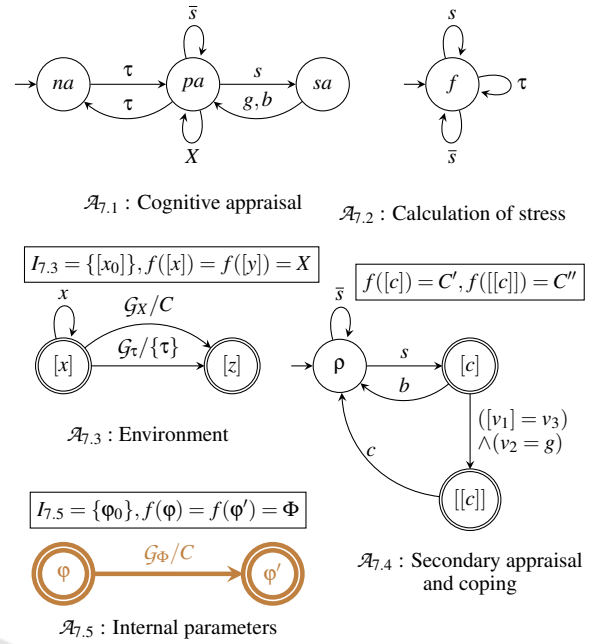 s̅
s
na
τ
pa
s
sa
τ
g,b
X
f
τ
s̅
𝒜7.1 : Cognitive appraisal
𝒜7.2 : Calculation of stress
I7.3 = {[x0]}, f([x]) = f([y]) = X
f([c]) = C′, f([[c]]) = C′′
x
𝒢X/C
[x]
𝒢τ/{τ}
[z]
𝒜7.3 : Environment
s̅
ρ
s
[c]
b
([v1] = v3)
∧(v2 = g)
c
[[c]]
𝒜7.4 : Secondary appraisal
and coping
I7.5 = {φ0}, f(φ) = f(φ′) = Φ
φ
𝒢Φ/C
φ′
𝒜7.5 : Internal parameters